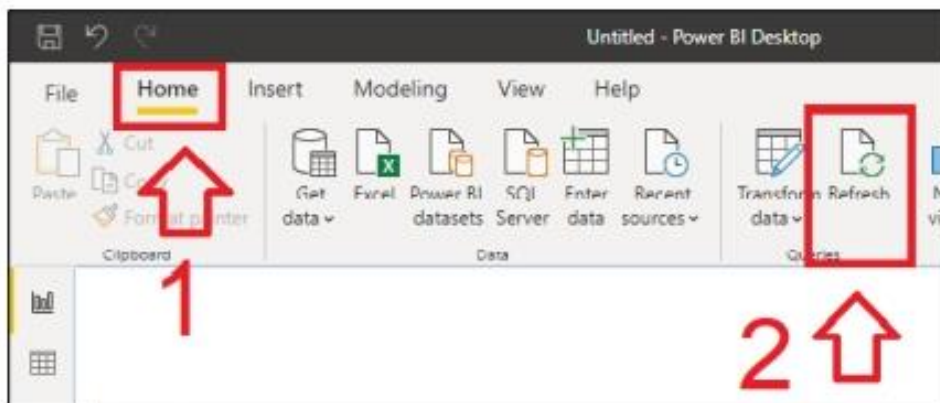 Untitled - Power BI Desktop
File Home Insert Modeling View Help
Paste
Cut
Format painter
Clipboard
Get data
Excel
Power BI datasets
SQL Server
Enter data
Recent sources
Data
Transform data
Refresh
Queries
1
2